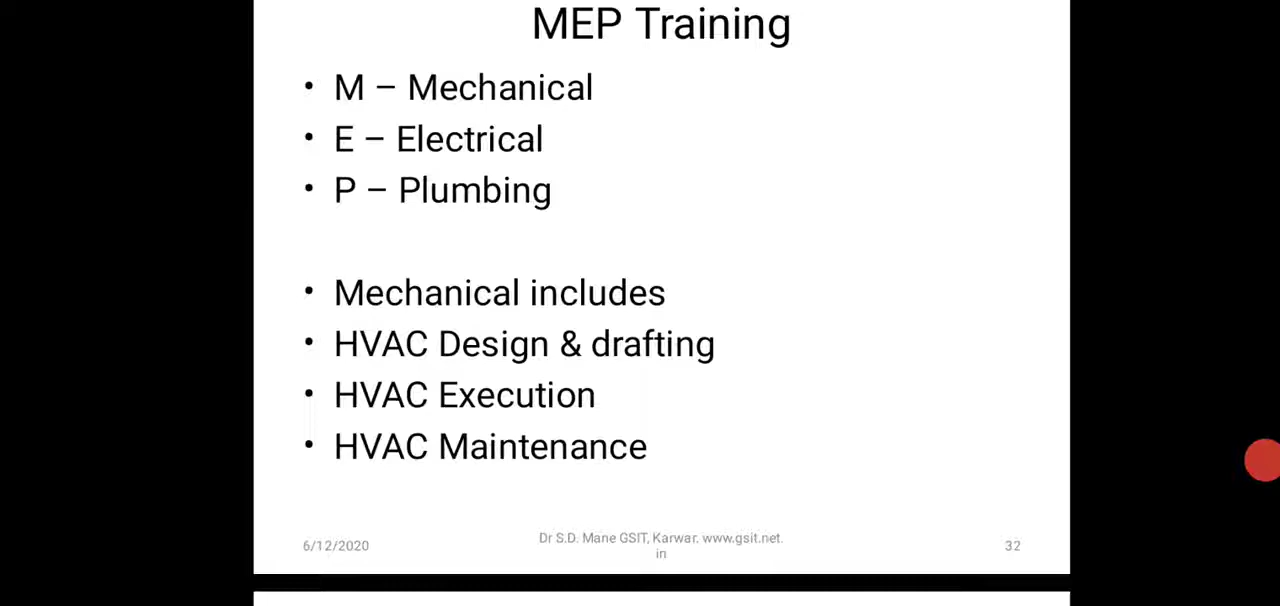 MEP Training
• M – Mechanical
• E – Electrical
• P – Plumbing
• Mechanical includes
• HVAC Design & drafting
• HVAC Execution
• HVAC Maintenance
6/12/2020
Dr S.D. Mane GSIT, Karwar. www.gsit.net.
in
32